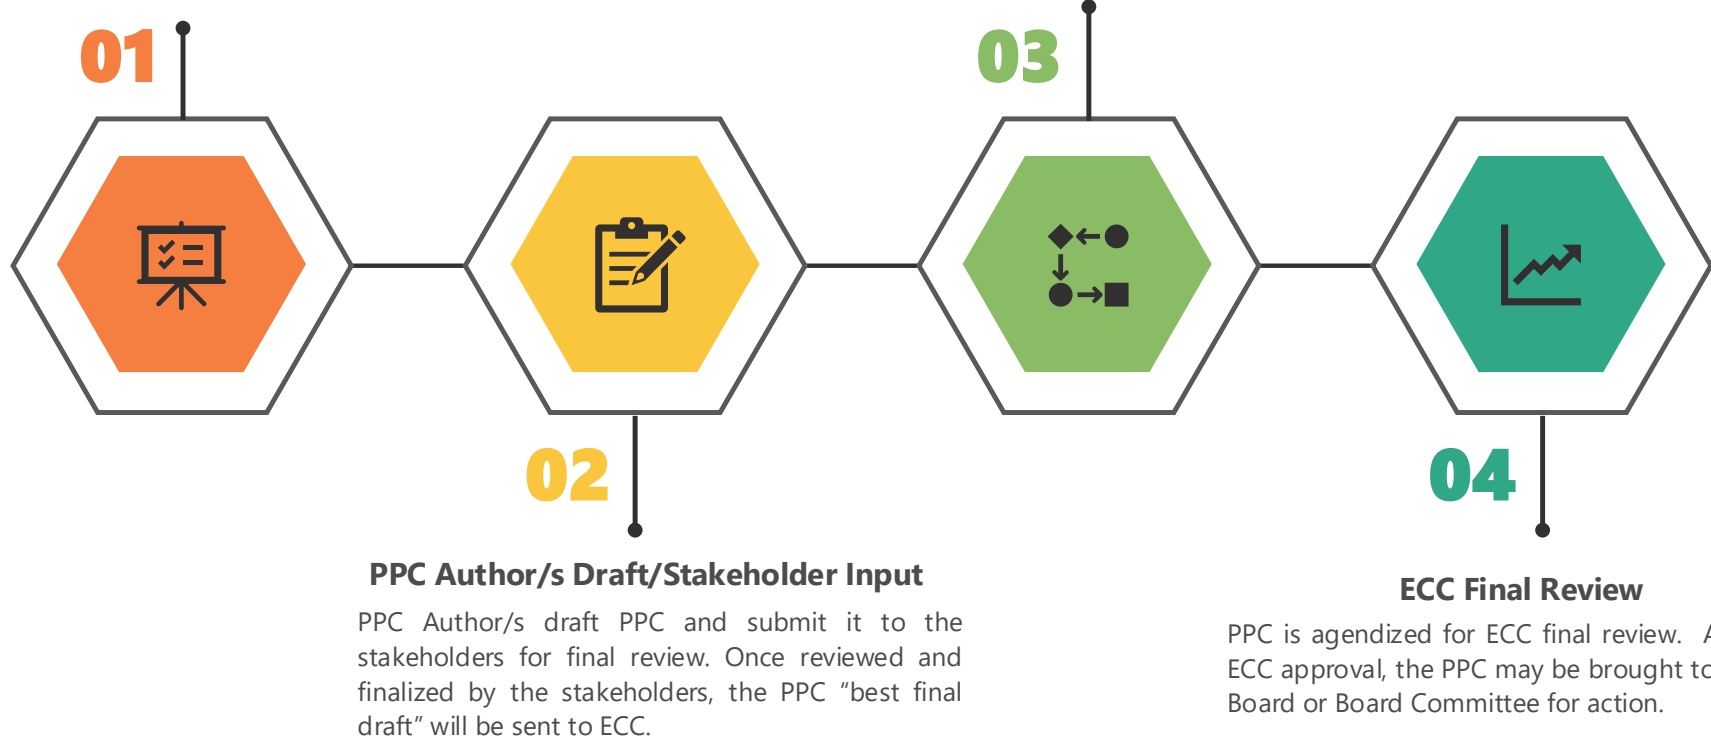 01
03
02
04
PPC Author/s Draft/Stakeholder Input
PPC Author/s draft PPC and submit it to the
stakeholders for final review. Once reviewed and
finalized by the stakeholders, the PPC “best final
draft” will be sent to ECC.
ECC Final Review
PPC is agendized for ECC final review.
ECC approval, the PPC may be brought to
Board or Board Committee for action.